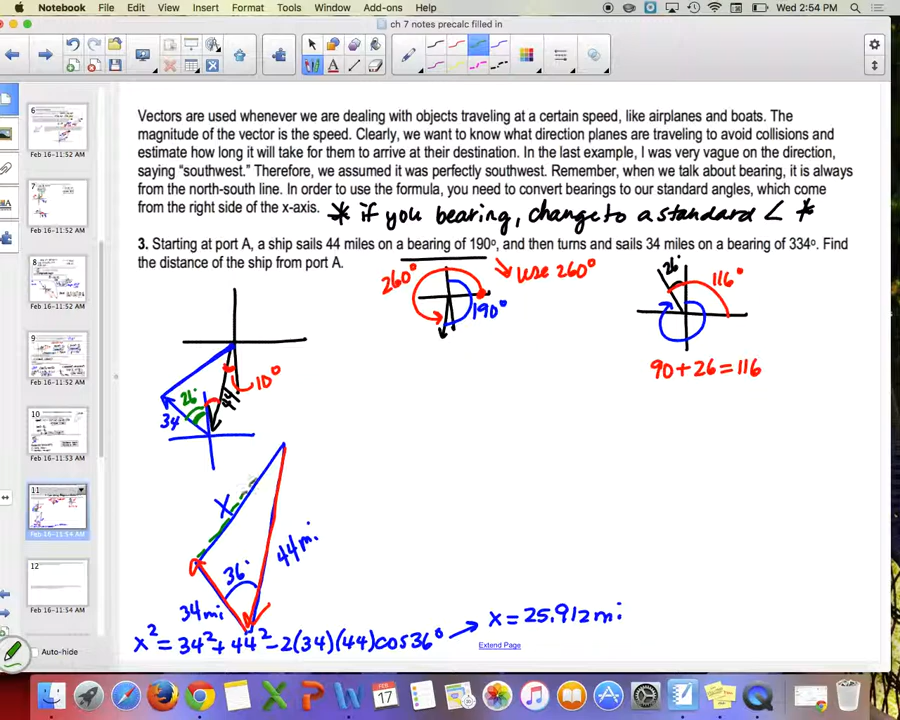 Notebook File Edit View Insert Format Tools Window Add-ons Help
Wed 2:54 PM
ch 7 notes precalc filled in
Vectors are used whenever we are dealing with objects traveling at a certain speed, like airplanes and boats. The
magnitude of the vector is the speed. Clearly, we want to know what direction planes are traveling to avoid collisions and
estimate how long it will take for them to arrive at their destination. In the last example, I was very vague on the direction,
saying “southwest.” Therefore, we assumed it was perfectly southwest. Remember, when we talk about bearing, it is always
from the north-south line. In order to use the formula, you need to convert bearings to our standard angles, which come
from the right side of the x-axis.
* if you bearing, change to a standard ∠ *
3. Starting at port A, a ship sails 44 miles on a bearing of 190°, and then turns and sails 34 miles on a bearing of 334°. Find
the distance of the ship from port A.
260°
use 260°
190°
26°
116°
90+26=116
10°
26°
44
34
X
36°
44mi
34mi
x² = 34² + 44² - 2(34)(44)cos36°
x = 25.912mi
Extend Page
6
Feb 16–11:52 AM
7
Feb 16–11:52 AM
8
Feb 16–11:52 AM
9
Feb 16–11:52 AM
10
Feb 16–11:53 AM
11
Feb 16–11:54 AM
12
Feb 16–11:54 AM
Auto-hide
FEB
17